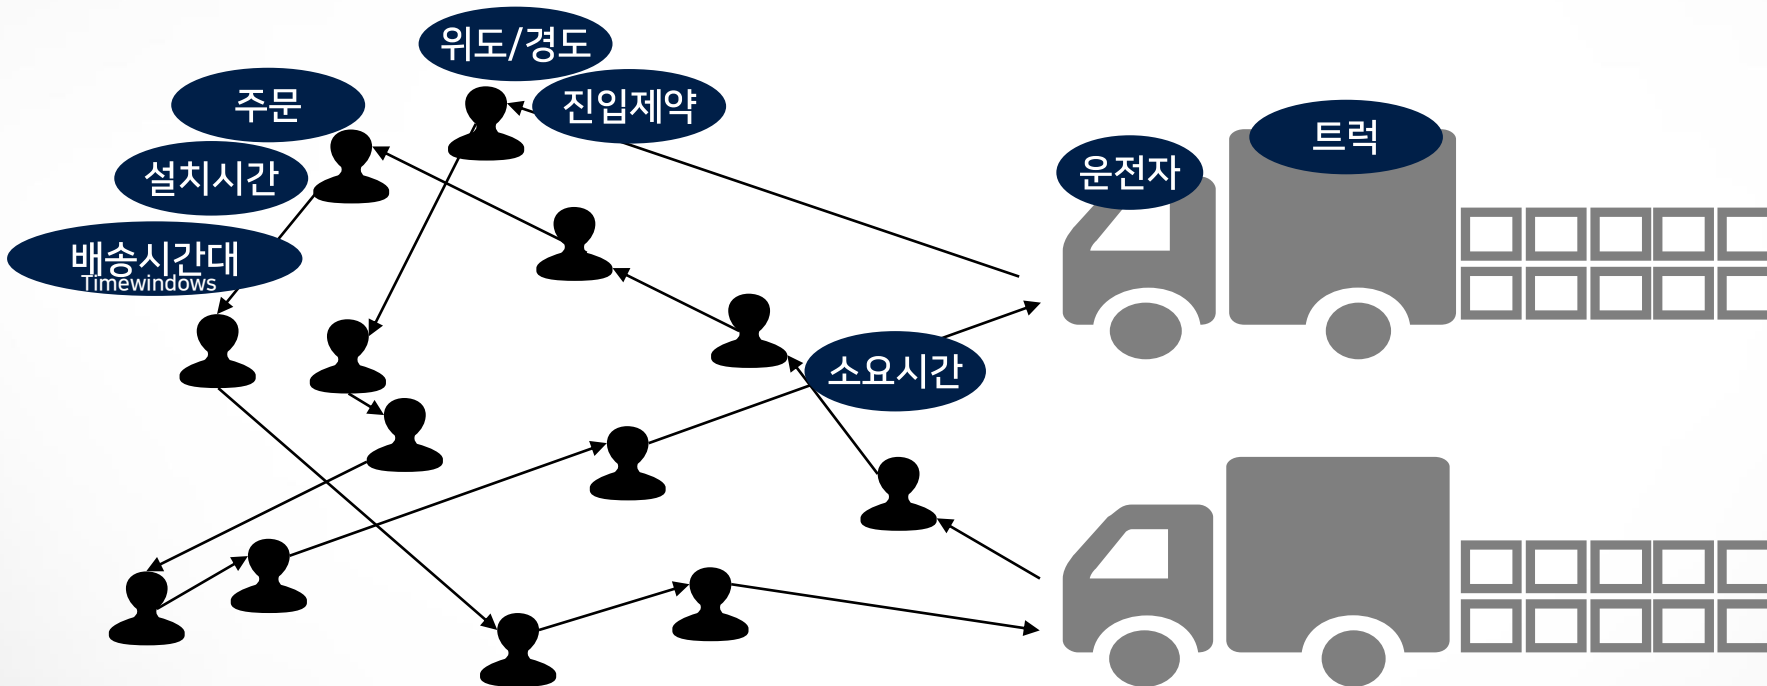 위도/경도
주문
진입제약
트럭
설치시간
운전자
배송시간대
Timewindows
소요시간